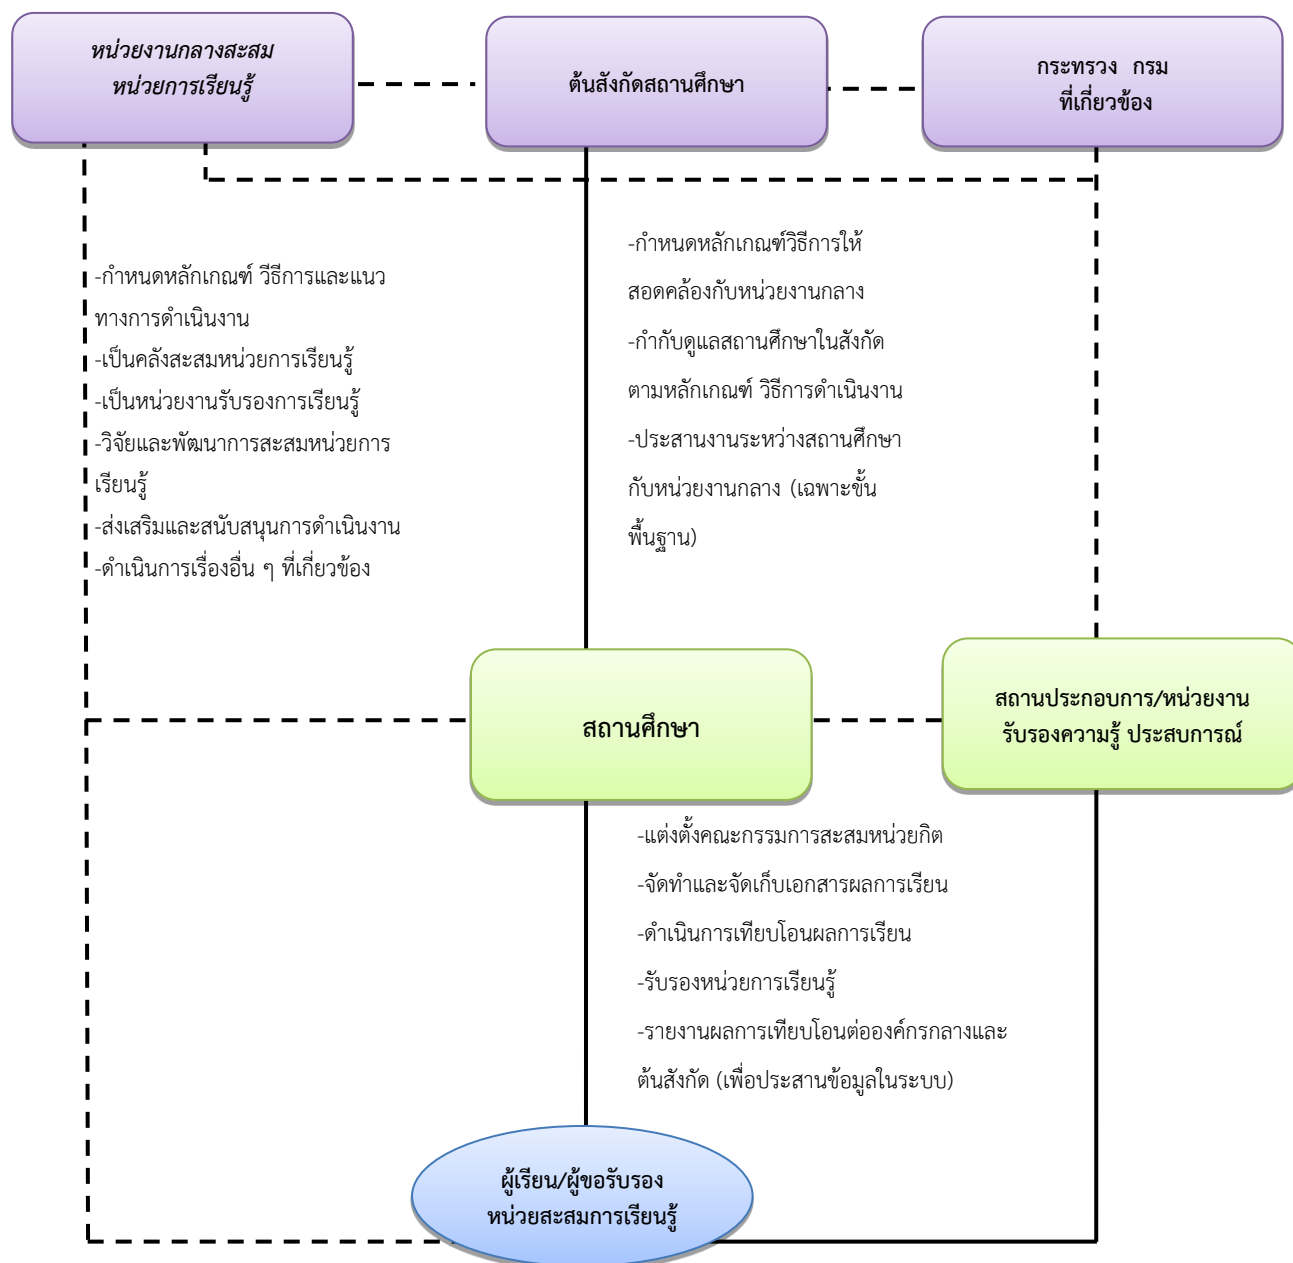 หน่วยงานกลางสะสม
หน่วยการเรียนรู้
ต้นสังกัดสถานศึกษา
กระทรวง กรม
ที่เกี่ยวข้อง
-กำหนดหลักเกณฑ์ วีธีการและแนว
ทางการดำเนินงาน
-เป็นคลังสะสมหน่วยการเรียนรู้
-เป็นหน่วยงานรับรองการเรียนรู้
-วิจัยและพัฒนาการสะสมหน่วยการ
เรียนรู้
-ส่งเสริมและสนับสนุนการดำเนินงาน
-ดำเนินการเรื่องอื่น ๆ ที่เกี่ยวข้อง
-กำหนดหลักเกณฑ์วิธีการให้
สอดคล้องกับหน่วยงานกลาง
-กำกับดูแลสถานศึกษาในสังกัด
ตามหลักเกณฑ์ วิธีการดำเนินงาน
-ประสานงานระหว่างสถานศึกษา
กับหน่วยงานกลาง (เฉพาะขั้น
พื้นฐาน)
สถานศึกษา
สถานประกอบการ/หน่วยงาน
รับรองความรู้ ประสบการณ์
-แต่งตั้งคณะกรรมการสะสมหน่วยกิต
-จัดทำและจัดเก็บเอกสารผลการเรียน
-ดำเนินการเทียบโอนผลการเรียน
-รับรองหน่วยการเรียนรู้
-รายงานผลการเทียบโอนต่อองค์กรกลางและ
ต้นสังกัด (เพื่อประสานข้อมูลในระบบ)
ผู้เรียน/ผู้ขอรับรอง
หน่วยสะสมการเรียนรู้